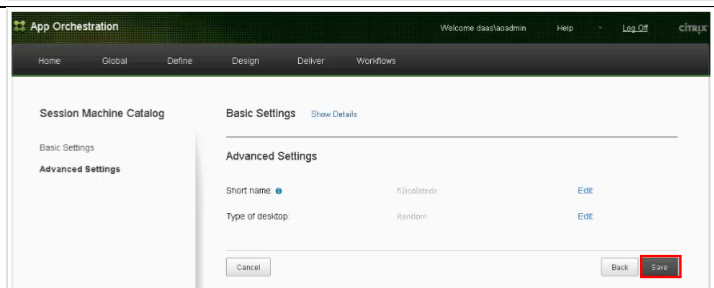 App Orchestration
Welcome daas\aoadmin Help Log Off CİTRIX
Home Global Define Design Deliver Workflows
Session Machine Catalog
Basic Settings Show Details
Basic Settings
Advanced Settings
Advanced Settings
Short name:
Edit
Type of desktop: Random Edit
Cancel Back Save